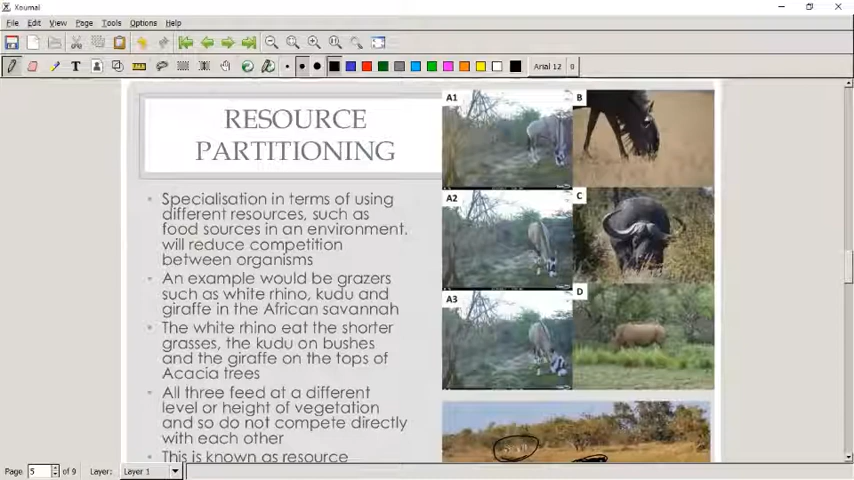 Xournal
File Edit View Page Tools Options Help
Arial 12
RESOURCE
PARTITIONING
• Specialisation in terms of using
different resources, such as
food sources in an environment.
will reduce competition
between organisms
• An example would be grazers
such as white rhino, kudu and
giraffe in the African savannah
• The white rhino eat the shorter
grasses, the kudu on bushes
and the giraffe on the tops of
Acacia trees
• All three feed at a different
level or height of vegetation
and so do not compete directly
with each other
• This is known as resource
A1
B
A2
C
A3
D
Page: 5 of 9 Layer: Layer 1